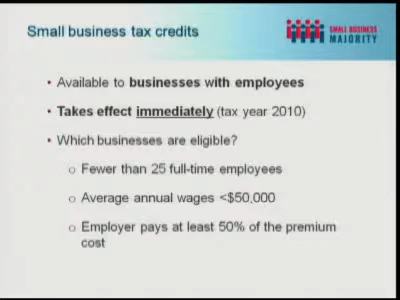 Small business tax credits
SMALL BUSINESS
MAJORITY
• Available to businesses with employees
• Takes effect immediately (tax year 2010)
• Which businesses are eligible?
o Fewer than 25 full-time employees
o Average annual wages <$50,000
o Employer pays at least 50% of the premium
cost